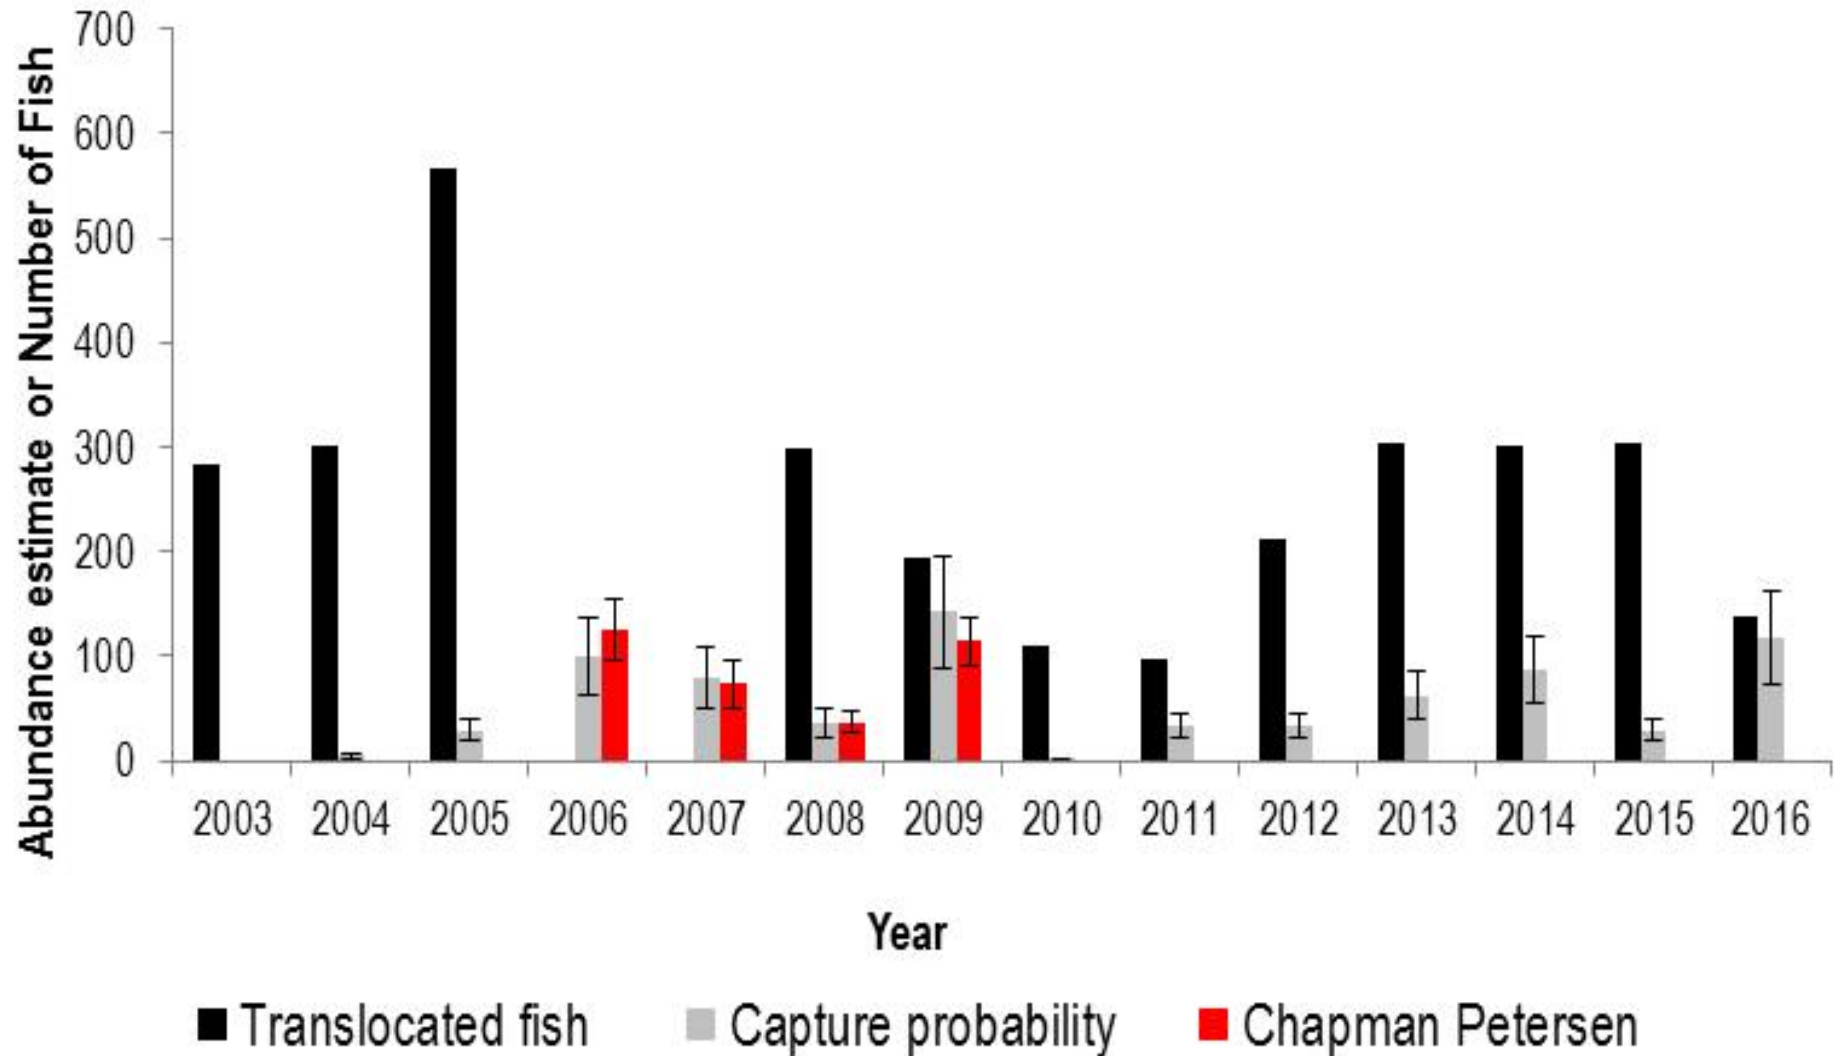 Abundance estimate or Number of Fish
700
600
500
400
300
200
100
0
2003 2004 2005 2006 2007 2008 2009 2010 2011 2012 2013 2014 2015 2016
Year
Translocated fish Capture probability Chapman Petersen